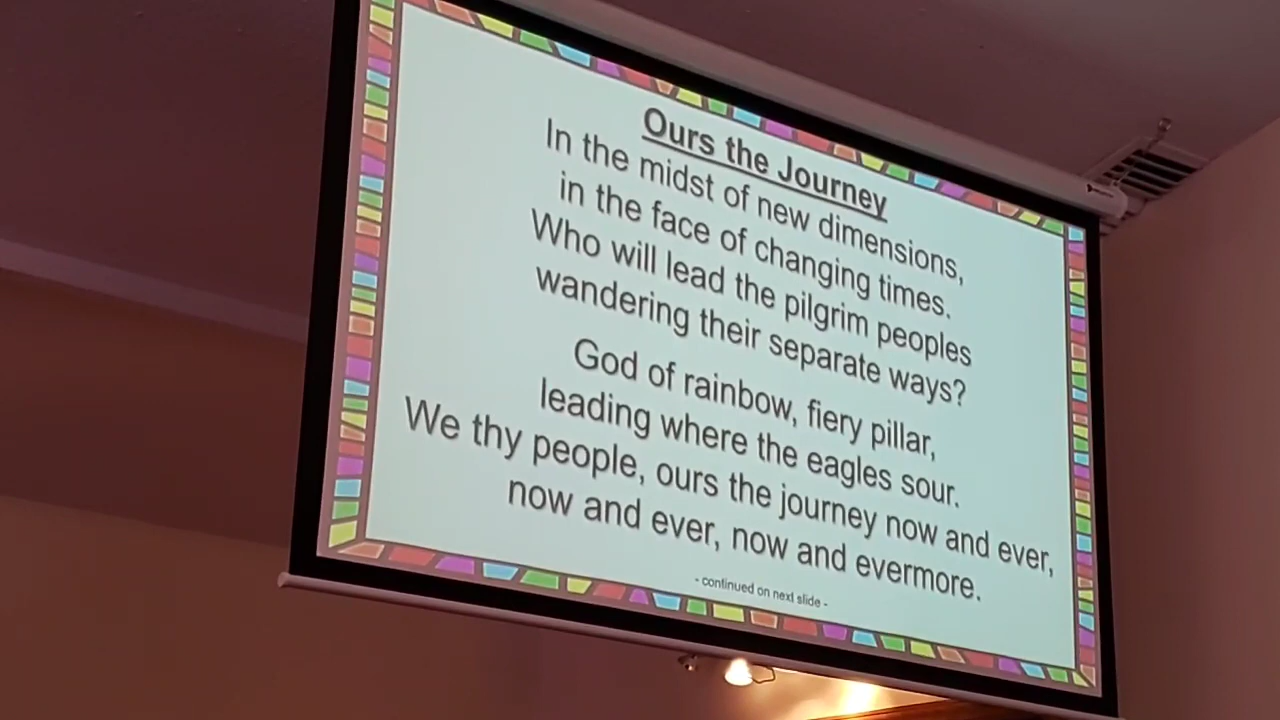 Ours the Journey
In the midst of new dimensions,
in the face of changing times.
Who will lead the pilgrim peoples
wandering their separate ways?
God of rainbow, fiery pillar,
leading where the eagles sour.
We thy people, ours the journey now and ever,
now and ever, now and evermore.
- continued on next slide -